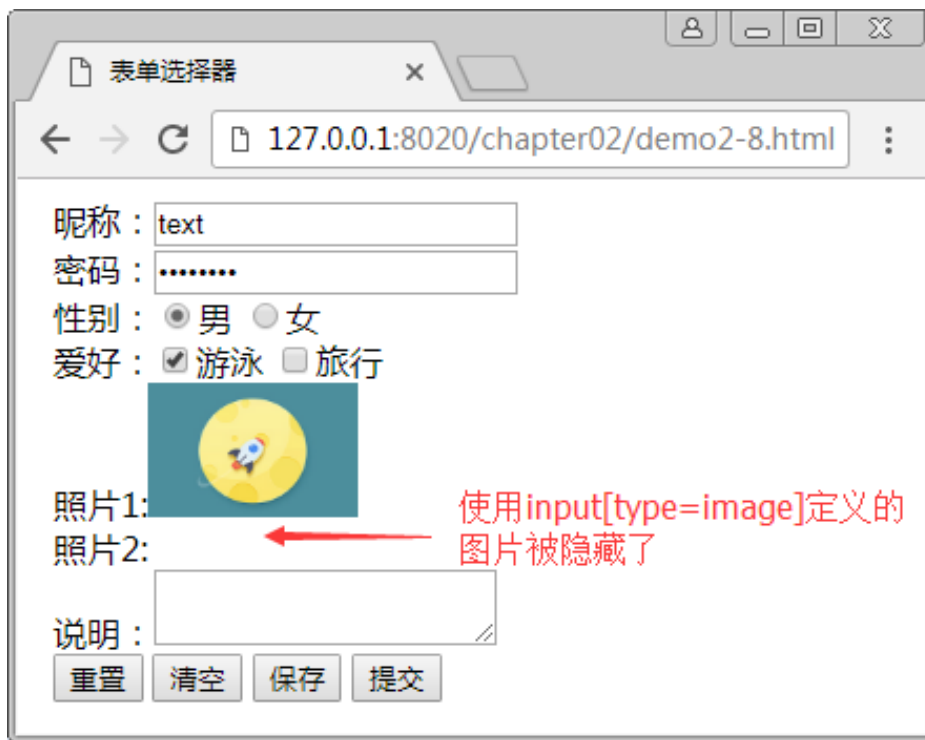 表单选择器
127.0.0.1:8020/chapter02/demo2-8.html
昵称：text
密码：••••••••
性别：男 女
爱好：游泳 旅行
照片1:
使用input[type=image]定义的
图片被隐藏了
照片2:
说明：
重置 清空 保存 提交